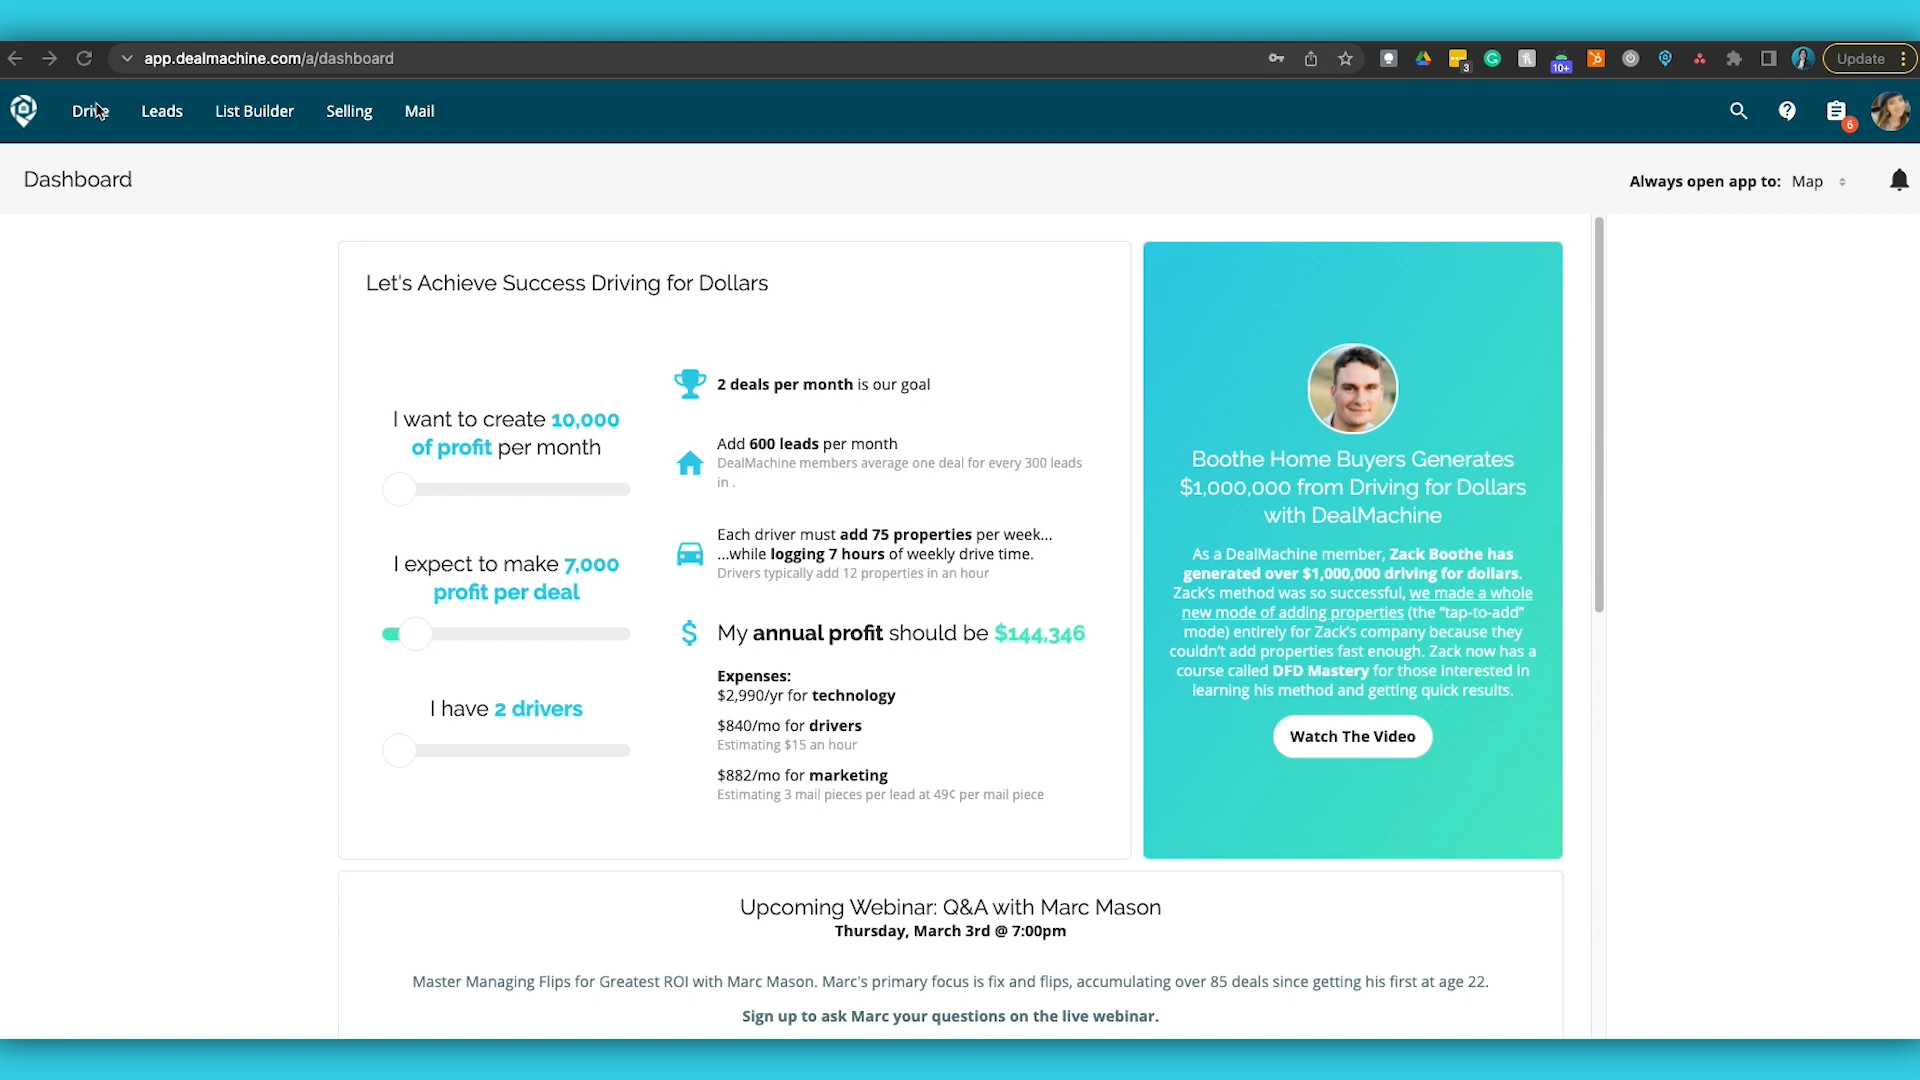 app.dealmachine.com/a/dashboard
3
10+
Update
Drive
Leads
List Builder
Selling
Mail
6
Dashboard
Always open app to: Map
Let's Achieve Success Driving for Dollars
I want to create 10,000
of profit per month
I expect to make 7,000
profit per deal
I have 2 drivers
2 deals per month is our goal
Add 600 leads per month
DealMachine members average one deal for every 300 leads
in .
Each driver must add 75 properties per week...
...while logging 7 hours of weekly drive time.
Drivers typically add 12 properties in an hour
My annual profit should be $144,346
Expenses:
$2,990/yr for technology
$840/mo for drivers
Estimating $15 an hour
$882/mo for marketing
Estimating 3 mail pieces per lead at 49¢ per mail piece
Boothe Home Buyers Generates
$1,000,000 from Driving for Dollars
with DealMachine
As a DealMachine member, Zack Boothe has
generated over $1,000,000 driving for dollars.
Zack’s method was so successful, we made a whole
new mode of adding properties (the “tap-to-add”
mode) entirely for Zack’s company because they
couldn’t add properties fast enough. Zack now has a
course called DFD Mastery for those interested in
learning his method and getting quick results.
Watch The Video
Upcoming Webinar: Q&A with Marc Mason
Thursday, March 3rd @ 7:00pm
Master Managing Flips for Greatest ROI with Marc Mason. Marc's primary focus is fix and flips, accumulating over 85 deals since getting his first at age 22.
Sign up to ask Marc your questions on the live webinar.